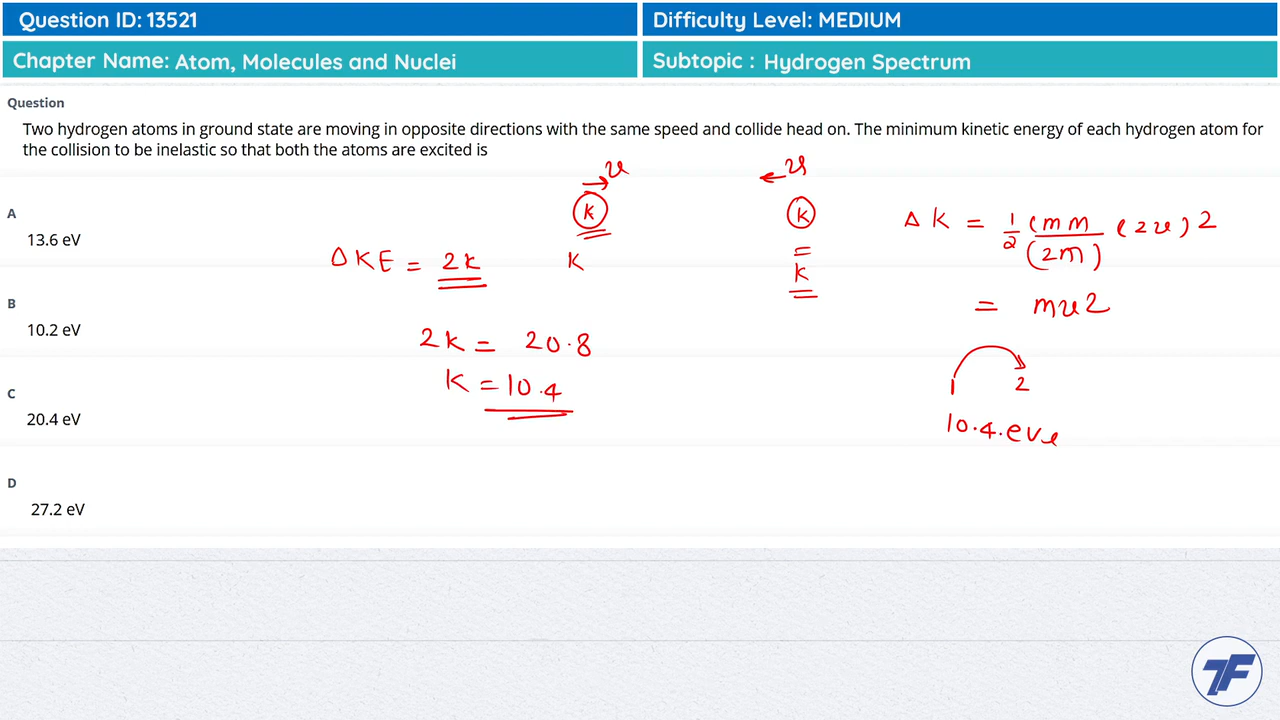 Question ID: 13521
Difficulty Level: MEDIUM
Chapter Name: Atom, Molecules and Nuclei
Subtopic : Hydrogen Spectrum
Question
Two hydrogen atoms in ground state are moving in opposite directions with the same speed and collide head on. The minimum kinetic energy of each hydrogen atom for
the collision to be inelastic so that both the atoms are excited is
A
13.6 eV
B
10.2 eV
C
20.4 eV
D
27.2 eV
u
u
k
k
K
k
Δ KE = 2k
2k = 20.8
k = 10.4
Δ k = 1/2 (mm/(2m) (2u)2
= mu2
1 2
10.4.eve
TF